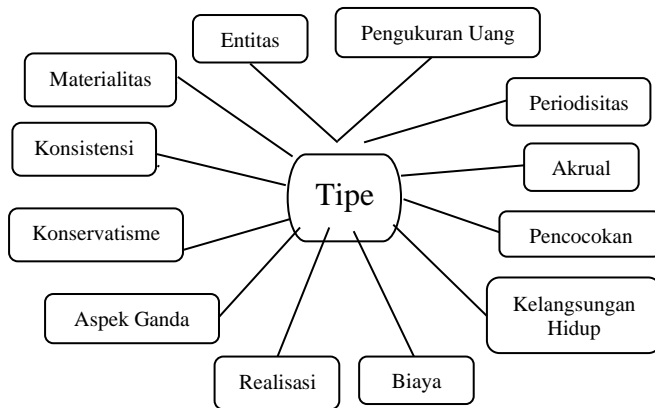 Entitas
Pengukuran Uang
Materialitas
Periodisitas
Konsistensi
Akrual
Tipe
Konservatisme
Pencocokan
Aspek Ganda
Kelangsungan
Hidup
Realisasi
Biaya